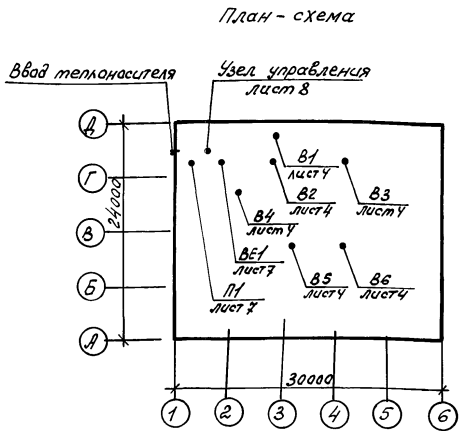 План-схема
Ввод теплоносителя
Узел управления
лист 8
Д
Г
В
Б
А
24000
В1
лист 4
В2
лист 4
В3
лист 4
В4
лист 4
ВЕ1
лист 7
В5
лист 4
В6
лист 4
П1
лист 7
30000
1
2
3
4
5
6